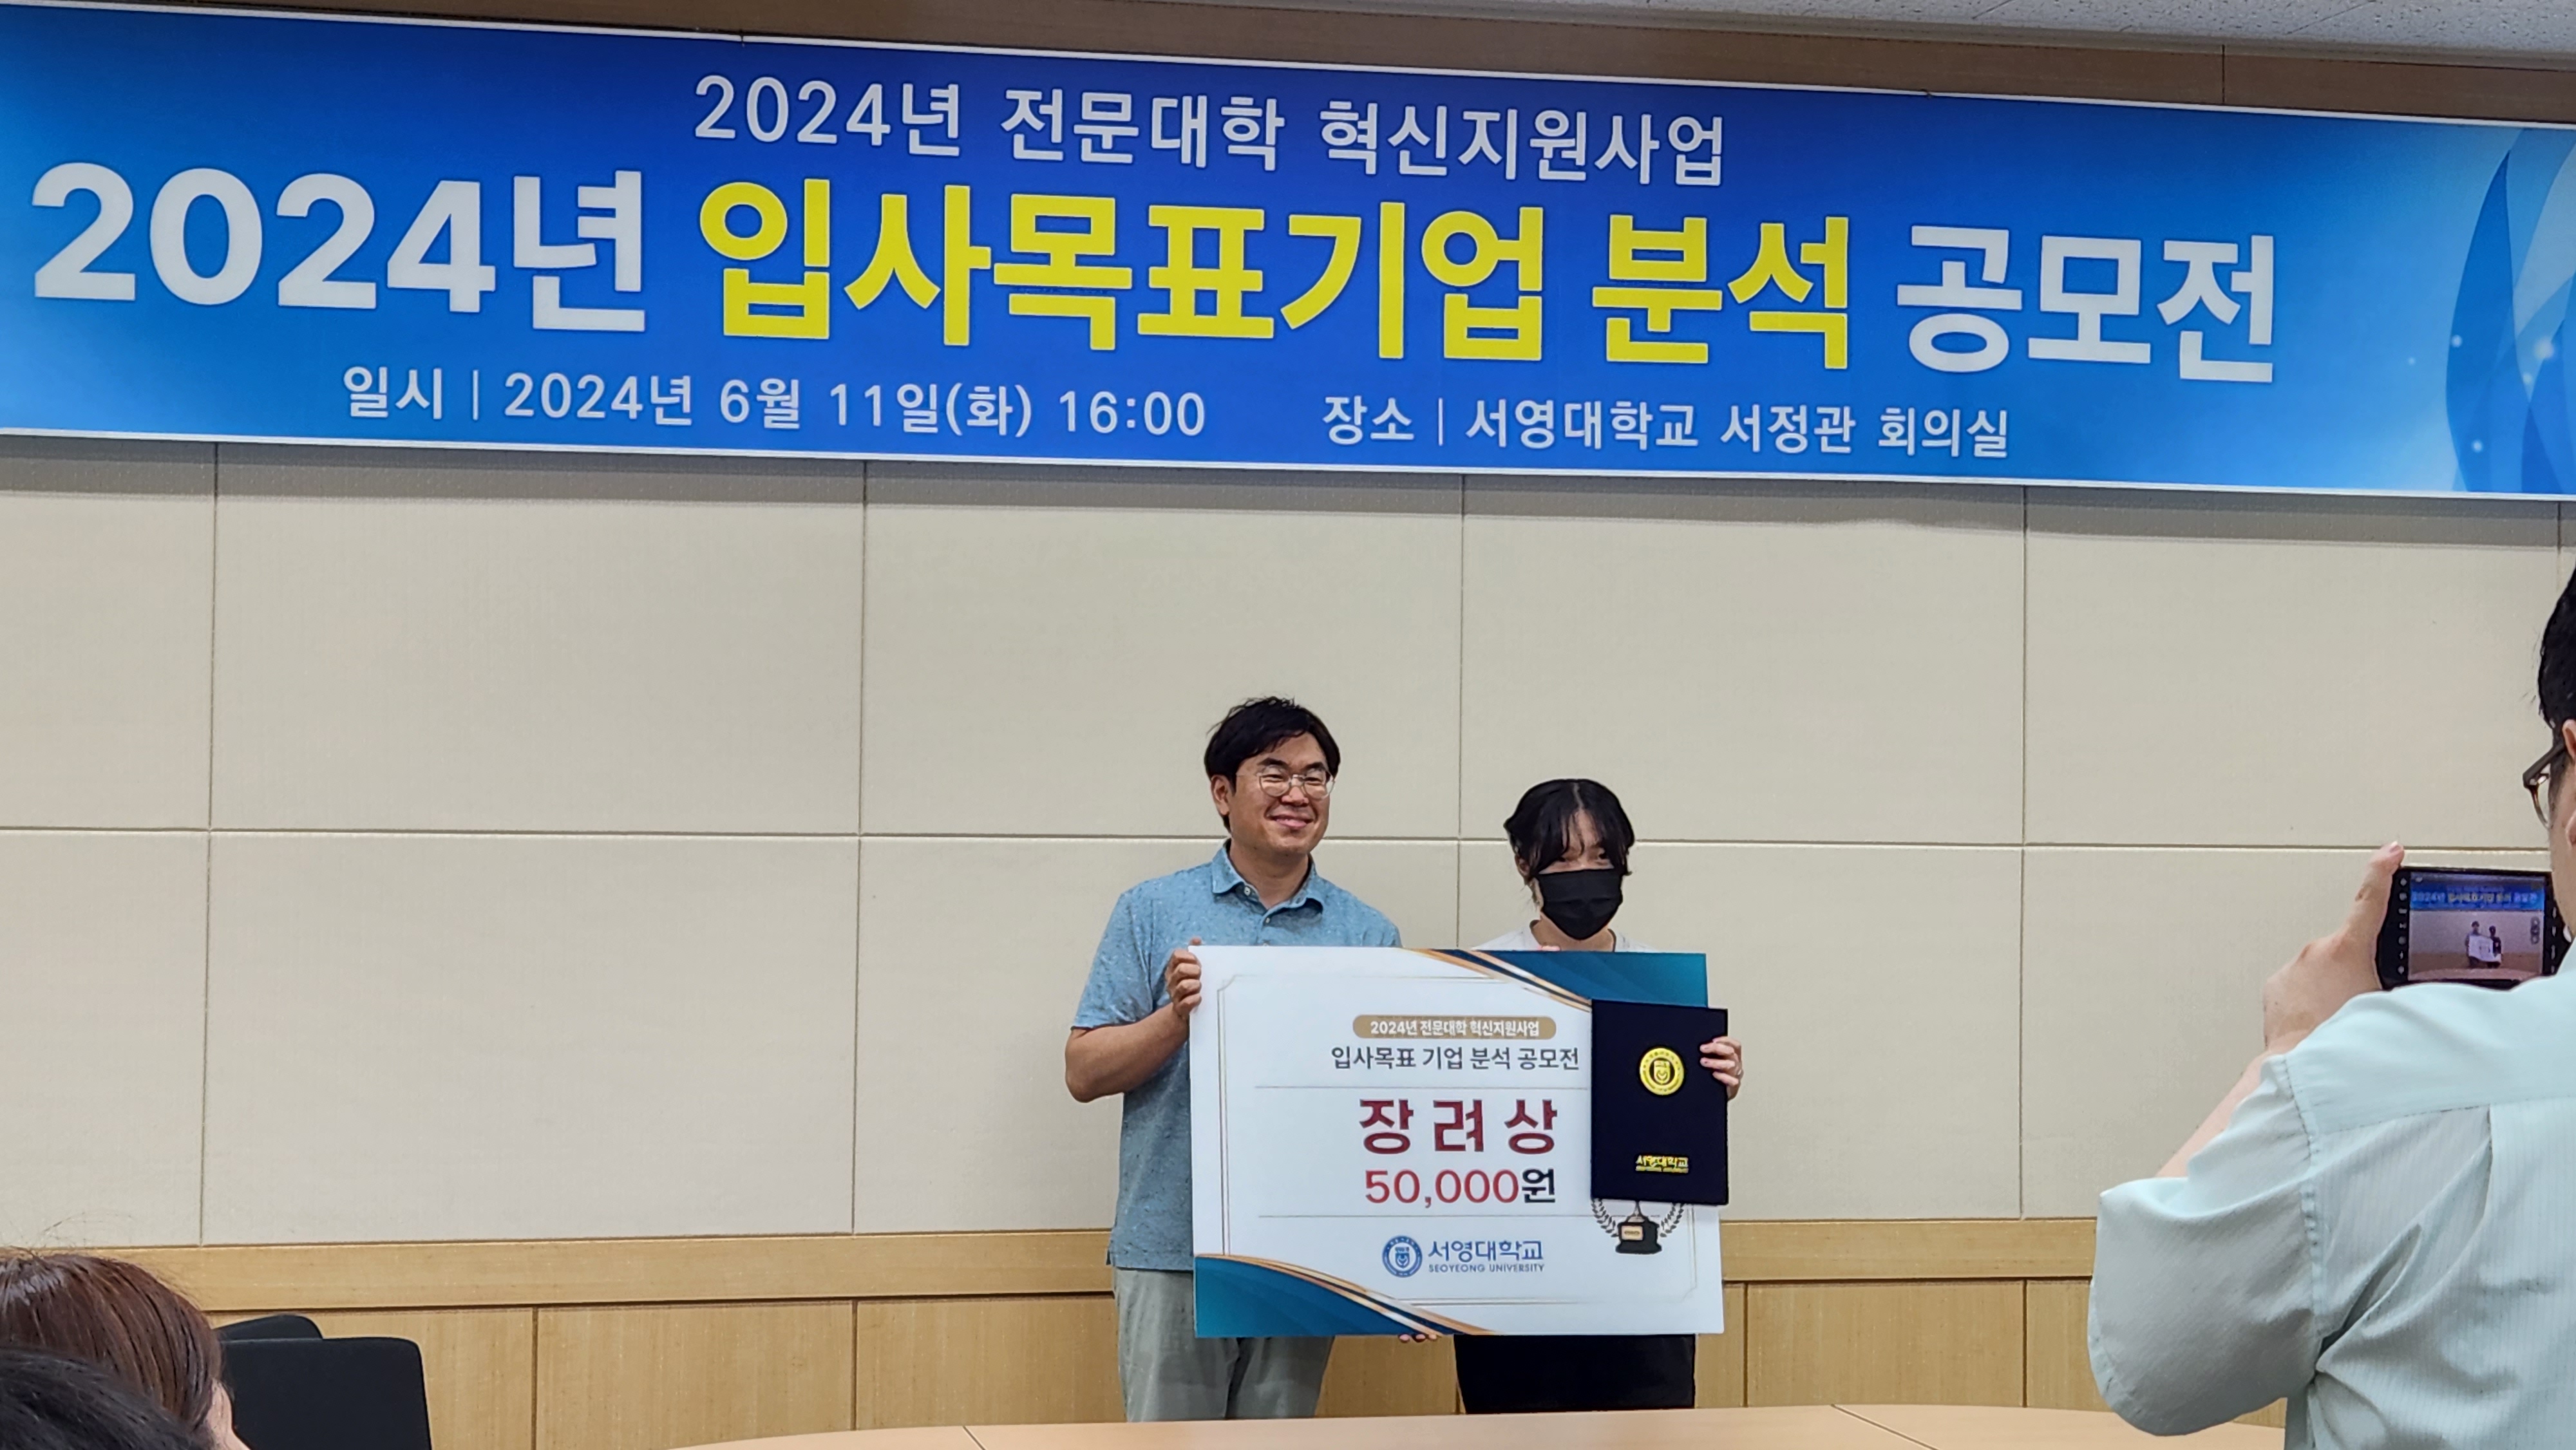 2024년 전문대학 혁신지원사업
2024년 입사목표기업 분석 공모전
일시 | 2024년 6월 11일(화) 16:00 장소 | 서영대학교 서정관 회의실
2024년 전문대학 혁신지원사업
입사목표 기업 분석 공모전
장려상
50,000원
서영대학교
SEOYEONG UNIVERSITY
서영대학교
SEOYEONG UNIVERSITY